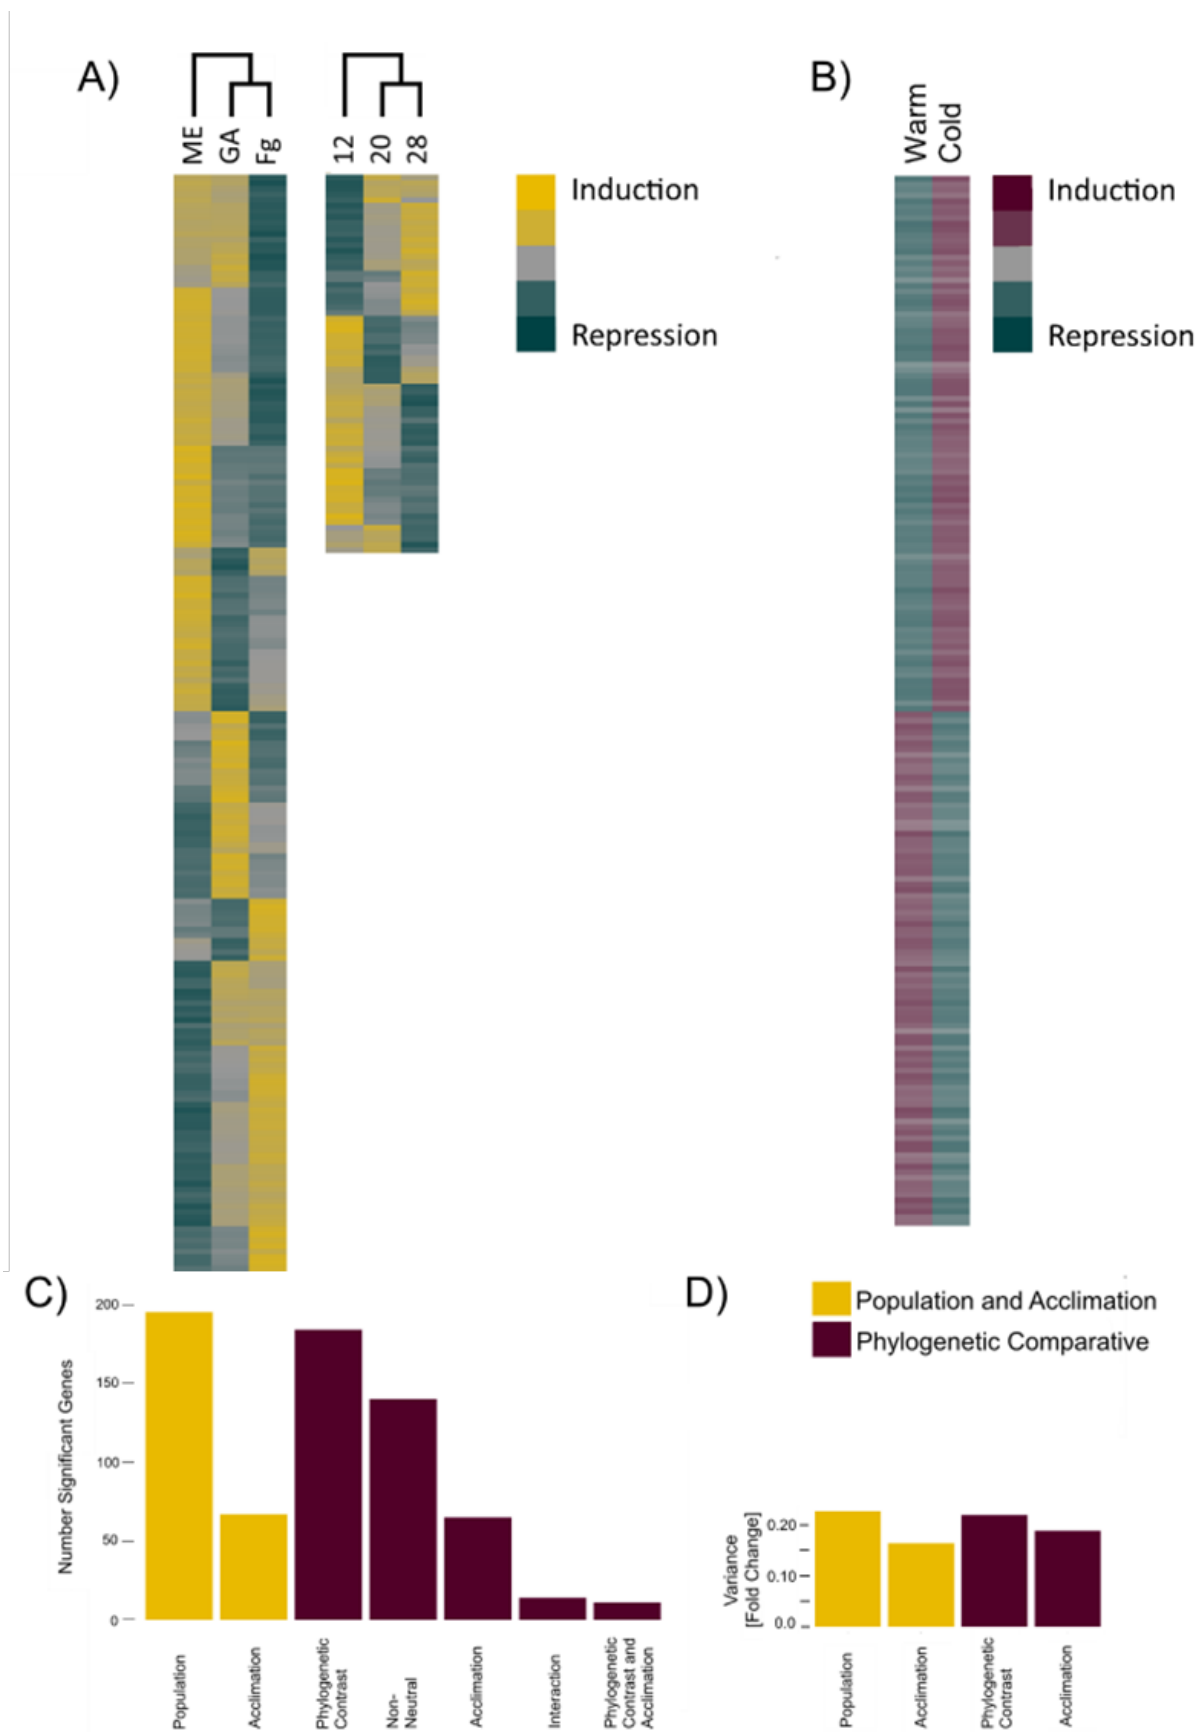 A)
ME
GA
Fg
12
20
28
Induction
Repression
B)
Warm
Cold
Induction
Repression
C)
Number Significant Genes
200
150
100
50
0
Population
Acclimation
Phylogenetic
Contrast
Non-
Neutral
Acclimation
Interaction
Phylogenetic
Contrast and
Acclimation
D)
Population and Acclimation
Phylogenetic Comparative
Variance
[Fold Change]
0.20
0.10
0.0
Population
Acclimation
Phylogenetic
Contrast
Acclimation